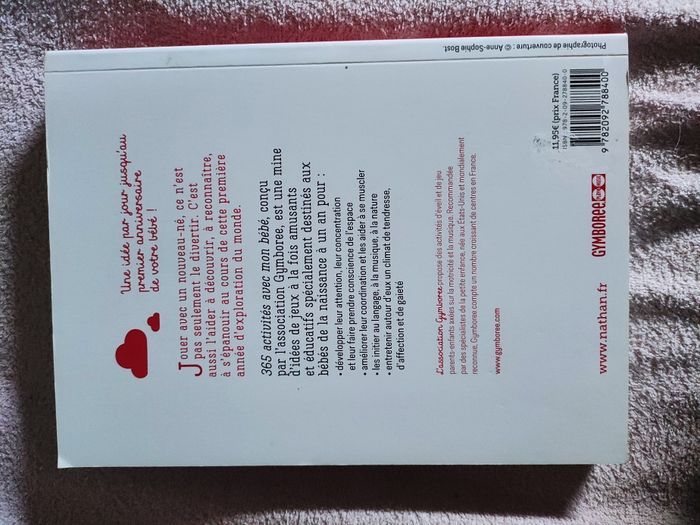 Une idée par jour jusqu'au
premier anniversaire
de votre bébé !
Jouer avec un nouveau-né, ce n'est
pas seulement le divertir. C'est
aussi l'aider à découvrir, à reconnaître,
à s'épanouir au cours de cette première
année d'exploration du monde.
365 activités avec mon bébé, conçu
par l'association Gymboree, est une mine
d'idées de jeux à la fois amusants
et éducatifs spécialement destinés aux
bébés de la naissance à un an pour :
• développer leur attention, leur concentration
et leur faire prendre conscience de l'espace
• améliorer leur coordination et les aider à se muscler
• les initier au langage, à la musique, à la nature
• entretenir autour d'eux un climat de tendresse,
d'affection et de gaieté
L'association Gymboree propose des activités d'éveil et de jeu
parents-enfants axées sur la motricité et la musique. Recommandée
par des spécialistes de la petite enfance, née aux États-Unis et mondialement
reconnue, Gymboree compte un nombre croissant de centres en France.
www.gymboree.com
www.nathan.fr
GYMBOREE
11,95€ (prix France)
ISBN 978-2-09-278840-0
9 782092 788400
Photographie de couverture : © Anne-Sophie Bost.